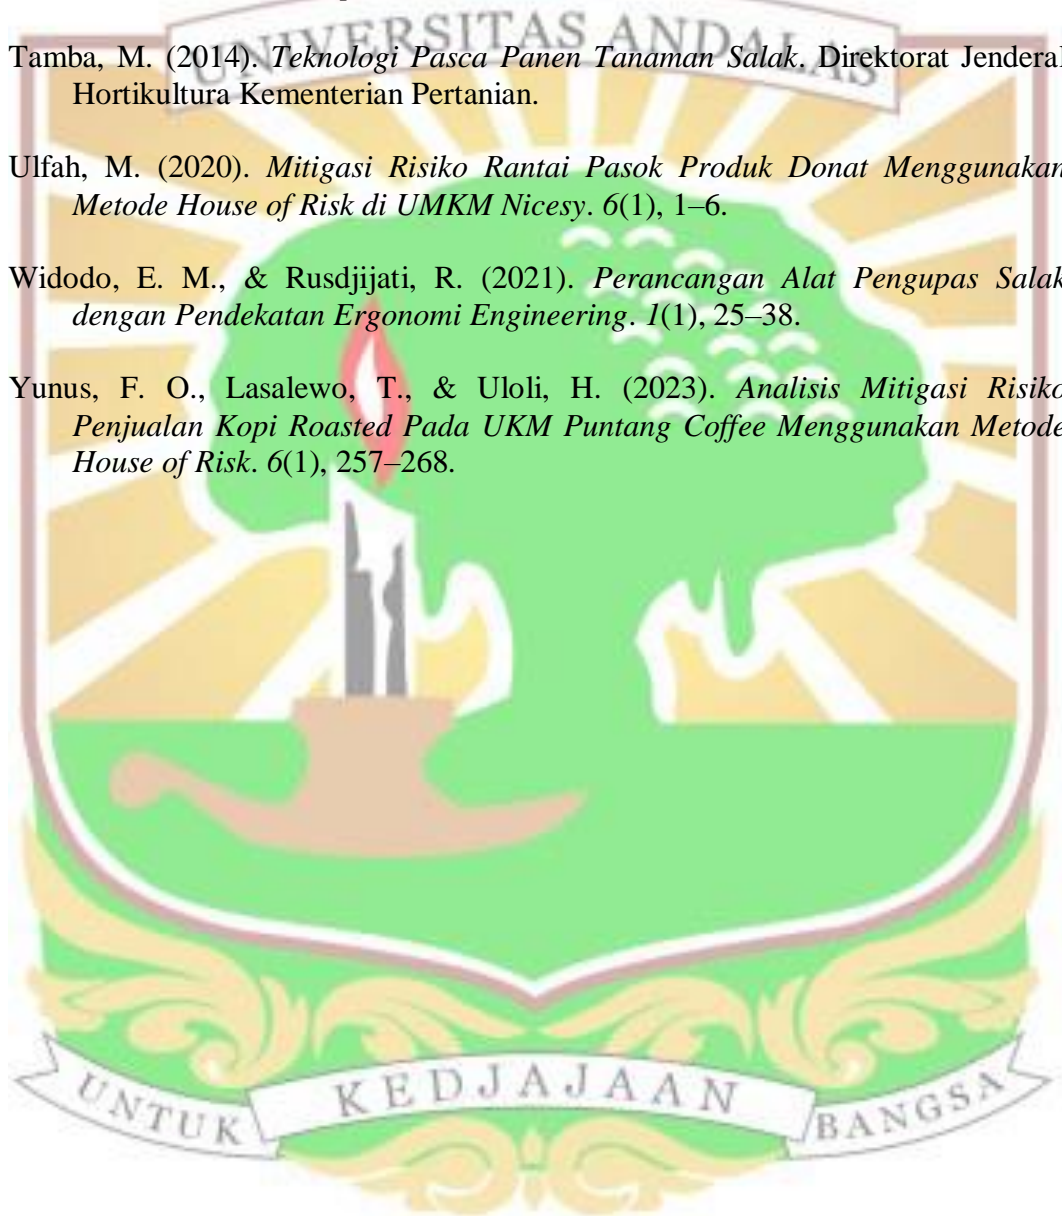 UNIVERSITAS ANDALAS
Tamba, M. (2014). Teknologi Pasca Panen Tanaman Salak. Direktorat Jenderal
Hortikultura Kementerian Pertanian.
Ulfah, M. (2020). Mitigasi Risiko Rantai Pasok Produk Donat Menggunakan
Metode House of Risk di UMKM Nicesy. 6(1), 1–6.
Widodo, E. M., & Rusdjijati, R. (2021). Perancangan Alat Pengupas Salak
dengan Pendekatan Ergonomi Engineering. 1(1), 25–38.
Yunus, F. O., Lasalewo, T., & Uloli, H. (2023). Analisis Mitigasi Risiko
Penjualan Kopi Roasted Pada UKM Puntang Coffee Menggunakan Metode
House of Risk. 6(1), 257–268.
UNTUK KEDJAJAAN BANGSA